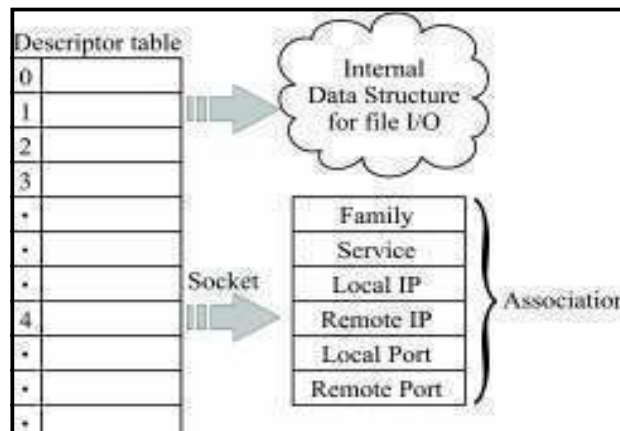 Descriptor table
0
1
2
3
•
•
•
4
•
•
•
Internal
Data Structure
for file I/O
Socket
Family
Service
Local IP
Remote IP
Local Port
Remote Port
Association